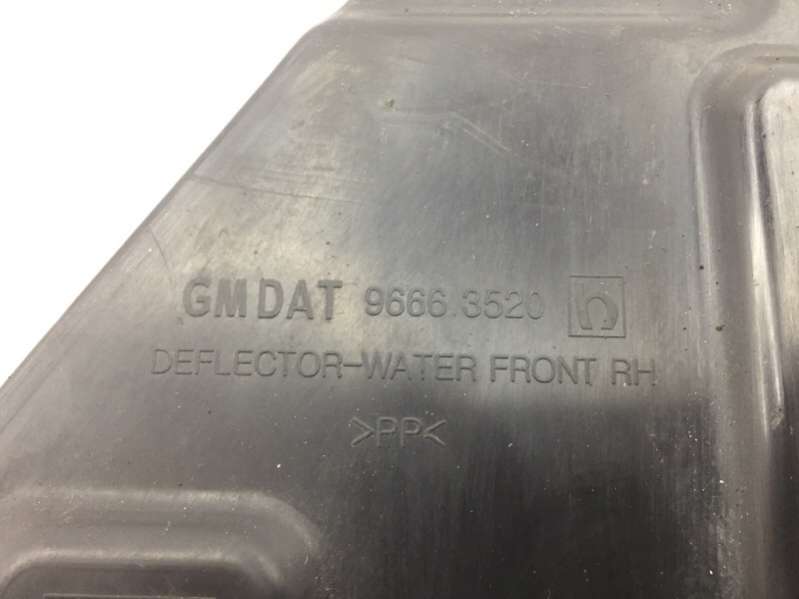 GM DAT 9666 3520
DEFLECTOR-WATER FRONT RH
>PP<